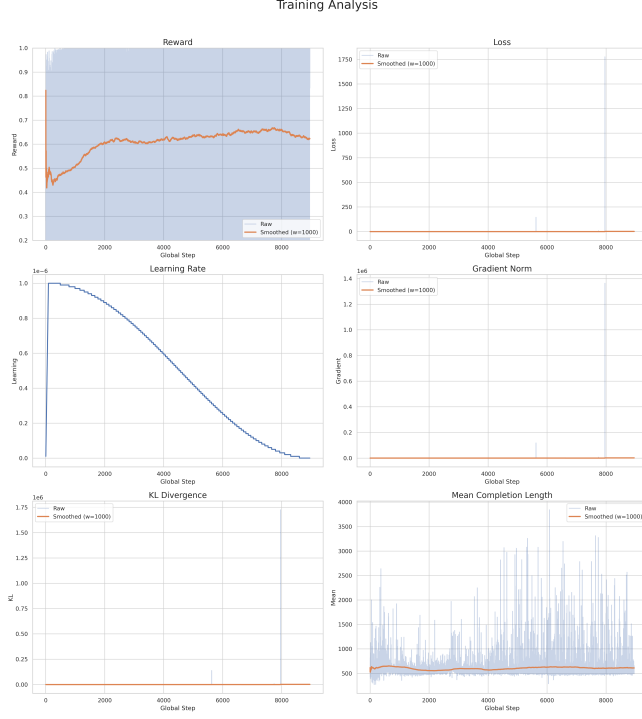 Training Analysis
Reward
1.0
0.9
0.8
0.7
0.6
0.5
0.4
0.3
0.2
Reward
Raw
Smoothed (w=1000)
0 2000 4000 6000 8000
Global Step
Loss
Raw
Smoothed (w=1000)
1750
1500
1250
1000
750
500
250
0
Loss
0 2000 4000 6000 8000
Global Step
Learning Rate
1e−6
1.0
0.8
0.6
0.4
0.2
0.0
Learning
0 2000 4000 6000 8000
Global Step
Gradient Norm
1e6
Raw
Smoothed (w=1000)
1.4
1.2
1.0
0.8
0.6
0.4
0.2
0.0
Gradient
0 2000 4000 6000 8000
Global Step
KL Divergence
1e6
Raw
Smoothed (w=1000)
1.75
1.50
1.25
1.00
0.75
0.50
0.25
0.00
KL
0 2000 4000 6000 8000
Global Step
Mean Completion Length
Raw
Smoothed (w=1000)
4000
3500
3000
2500
2000
1500
1000
500
Mean
0 2000 4000 6000 8000
Global Step